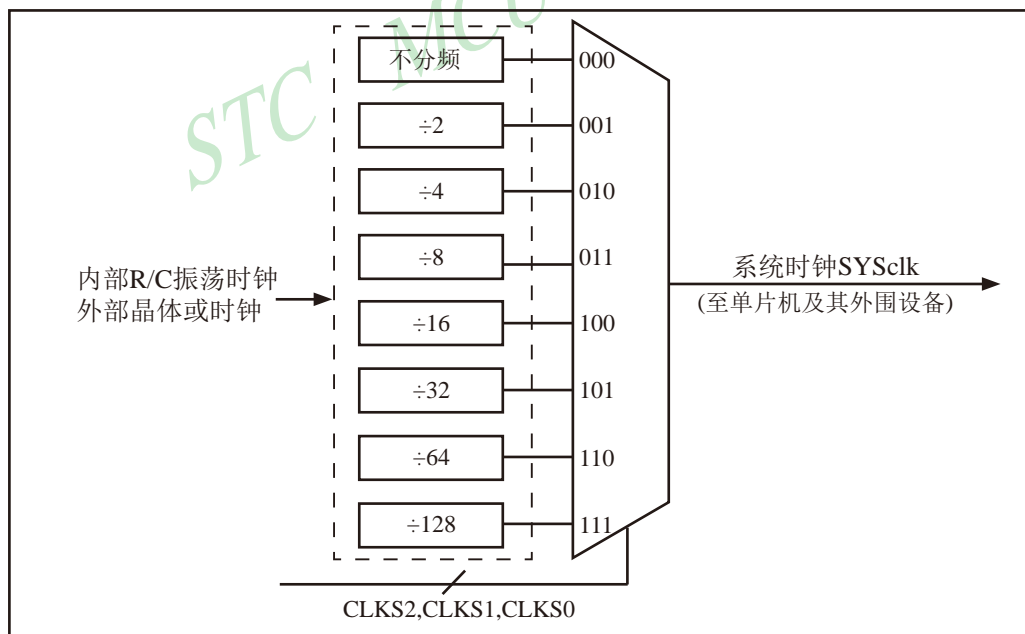 STC MCU
不分频
000
÷2
001
÷4
010
÷8
011
÷16
100
÷32
101
÷64
110
÷128
111
内部R/C振荡时钟
外部晶体或时钟
系统时钟SYSclk
(至单片机及其外围设备)
CLKS2,CLKS1,CLKS0